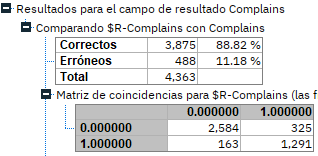 Resultados para el campo de resultado Complains
Comparando $R-Complains con Complains
Correctos 3,875 88.82 %
Erróneos 488 11.18 %
Total 4,363
Matriz de coincidencias para $R-Complains (las f
0.000000 1.000000
0.000000 2,584 325
1.000000 163 1,291